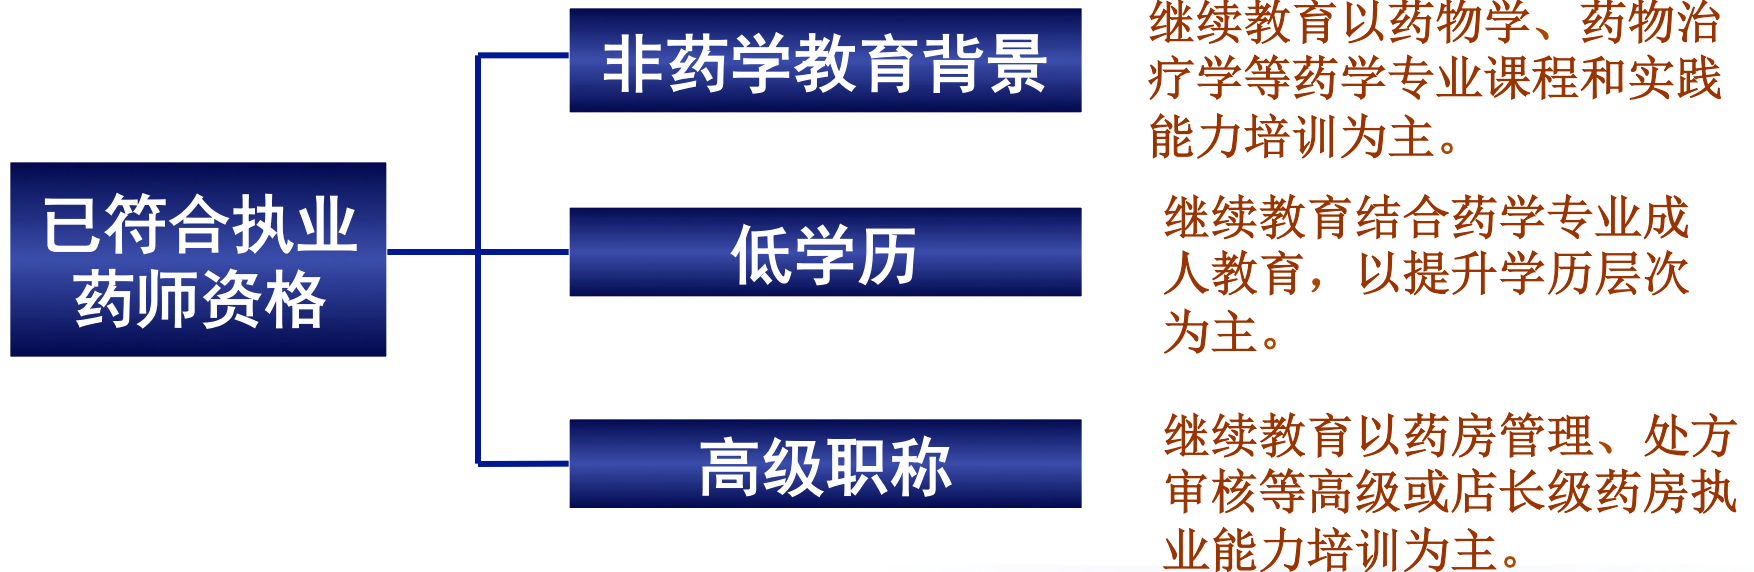 已符合执业
药师资格
非药学教育背景
继续教育以药物学、药物治
疗学等药学专业课程和实践
能力培训为主。
低学历
继续教育结合药学专业成
人教育，以提升学历层次
为主。
高级职称
继续教育以药房管理、处方
审核等高级或店长级药房执
业能力培训为主。